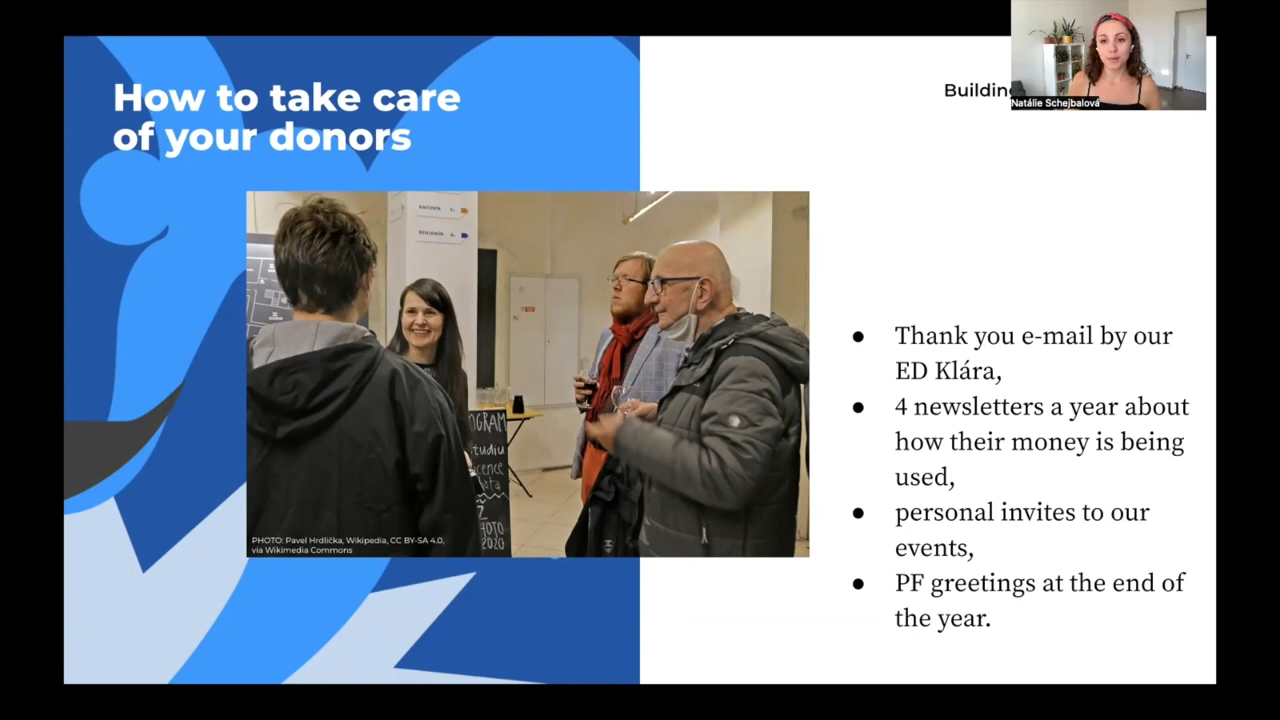 How to take care
of your donors
Building
Natálie Schejbalová
ANTONÍN
BENJAMÍN
PHOTO: Pavel Hrdlička, Wikipedia, CC BY-SA 4.0,
via Wikimedia Commons
● Thank you e-mail by our
ED Klára,
● 4 newsletters a year about
how their money is being
used,
● personal invites to our
events,
● PF greetings at the end of
the year.